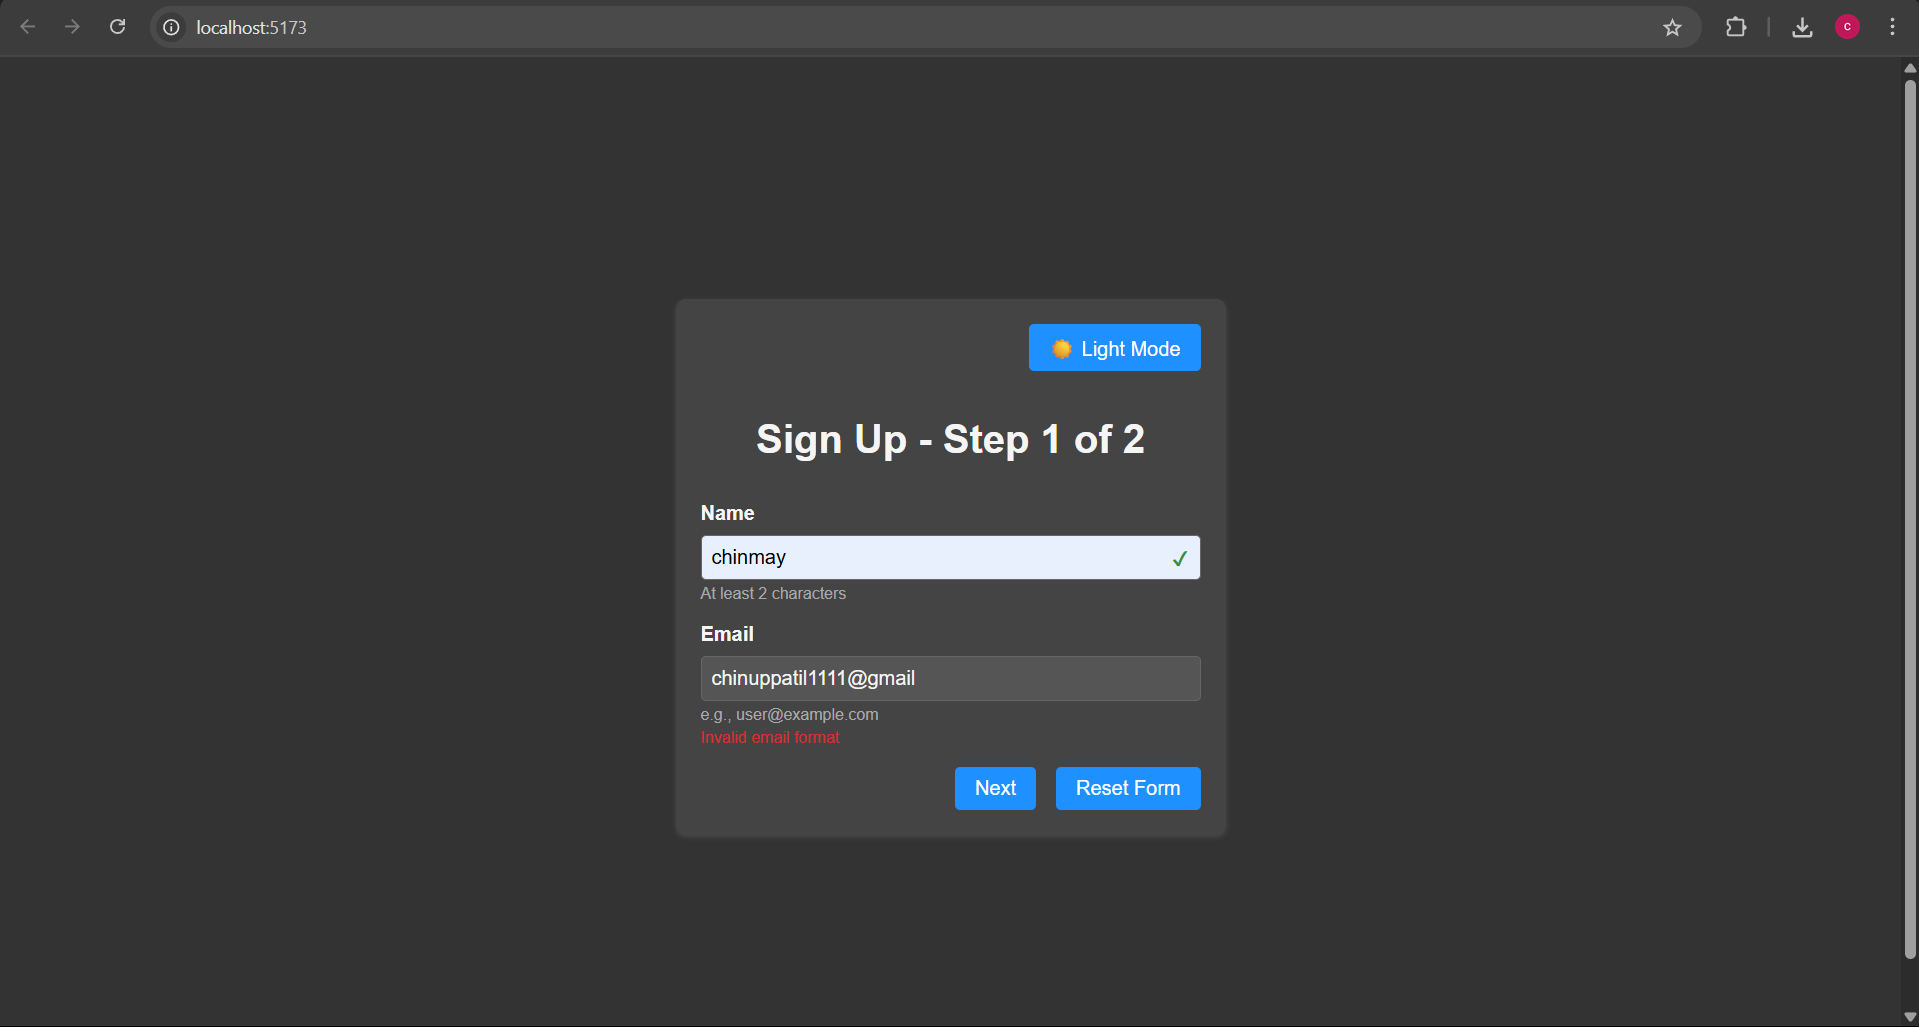 localhost:5173
c
Light Mode
Sign Up - Step 1 of 2
Name
chinmay
At least 2 characters
Email
chinuppatil1111@gmail
e.g., user@example.com
Invalid email format
Next Reset Form